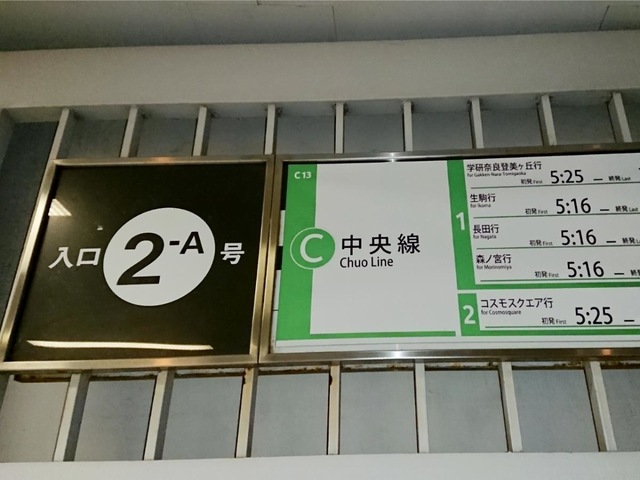 入口 2-A 号
C13
C 中央線
Chuo Line
1
学研奈良登美ヶ丘行
for Gakken-Nara-Tomigaoka
初発 First 5:25 — 終発 Last
生駒行
for Ikoma
初発 First 5:16 — 終発 Last
長田行
for Nagata
初発 First 5:16 — 終発
森ノ宮行
for Morinomiya
初発 First 5:16 — 終発
2
コスモスクエア行
for Cosmosquare
初発 First 5:25 —